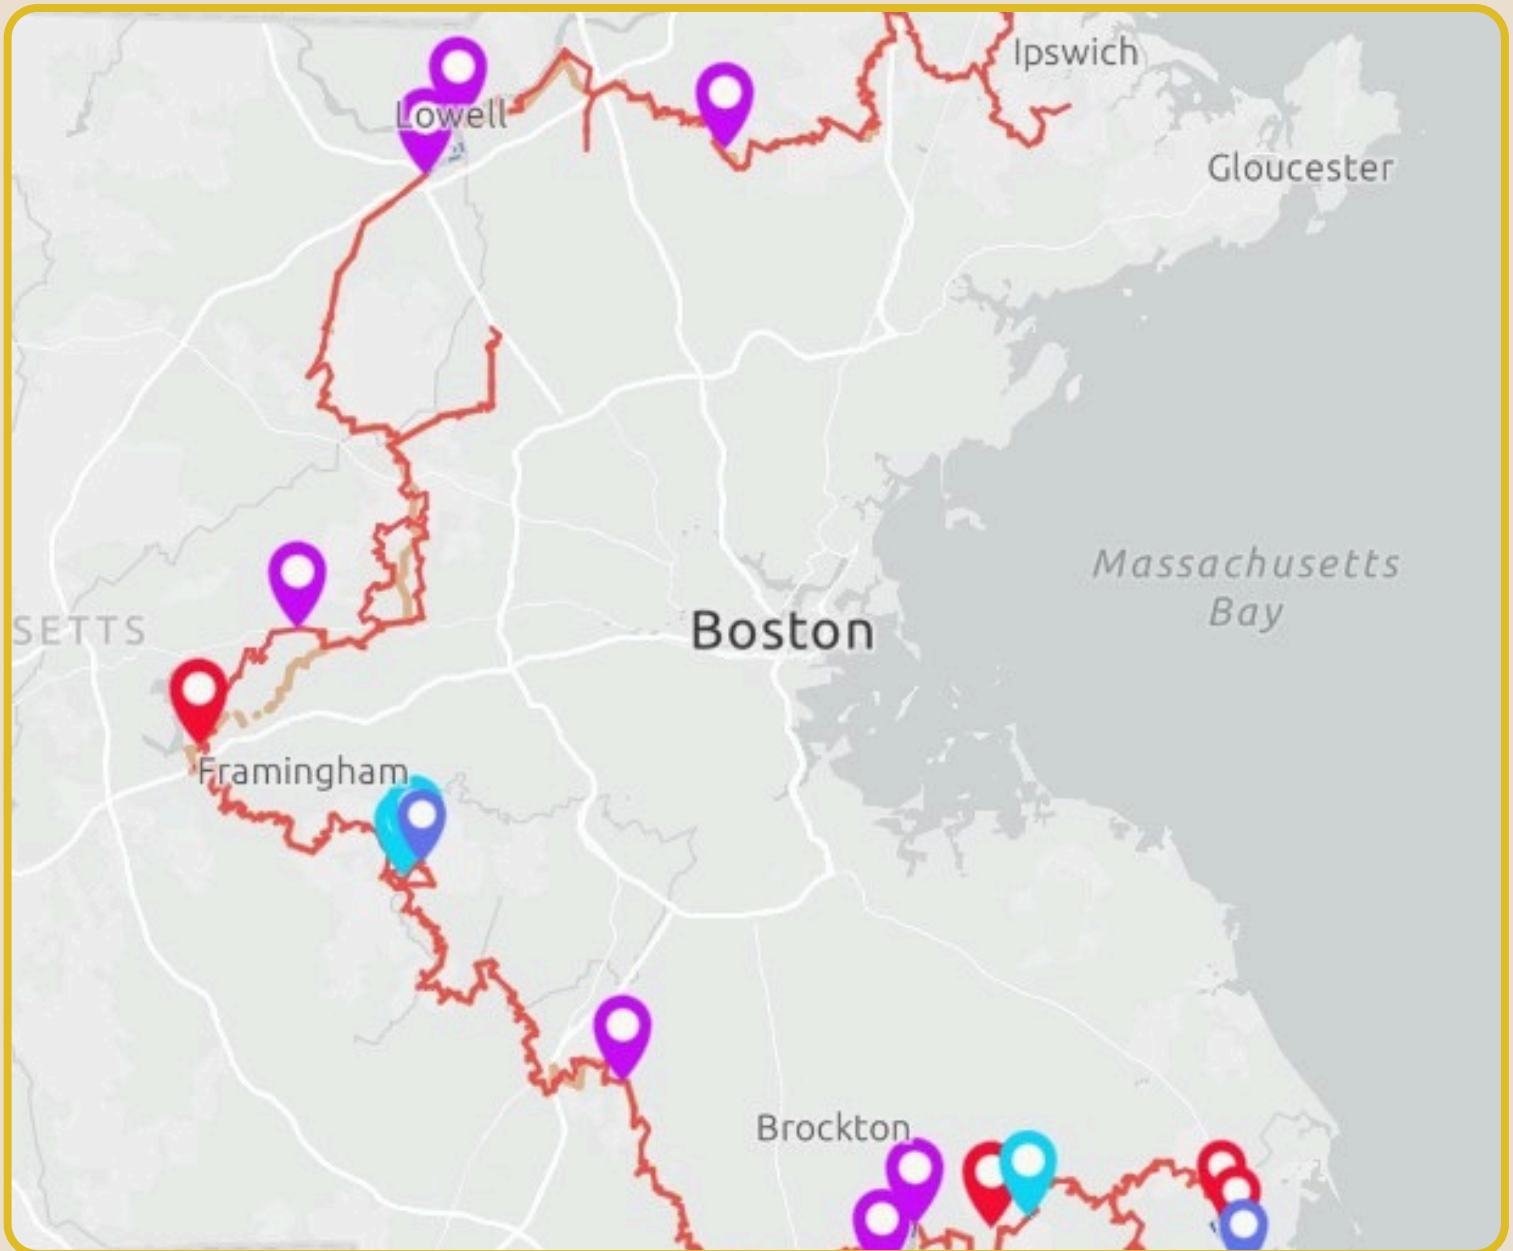 Ipswich
Lowell
Gloucester
Massachusetts
Bay
SETTS
Boston
Framingham
Brockton